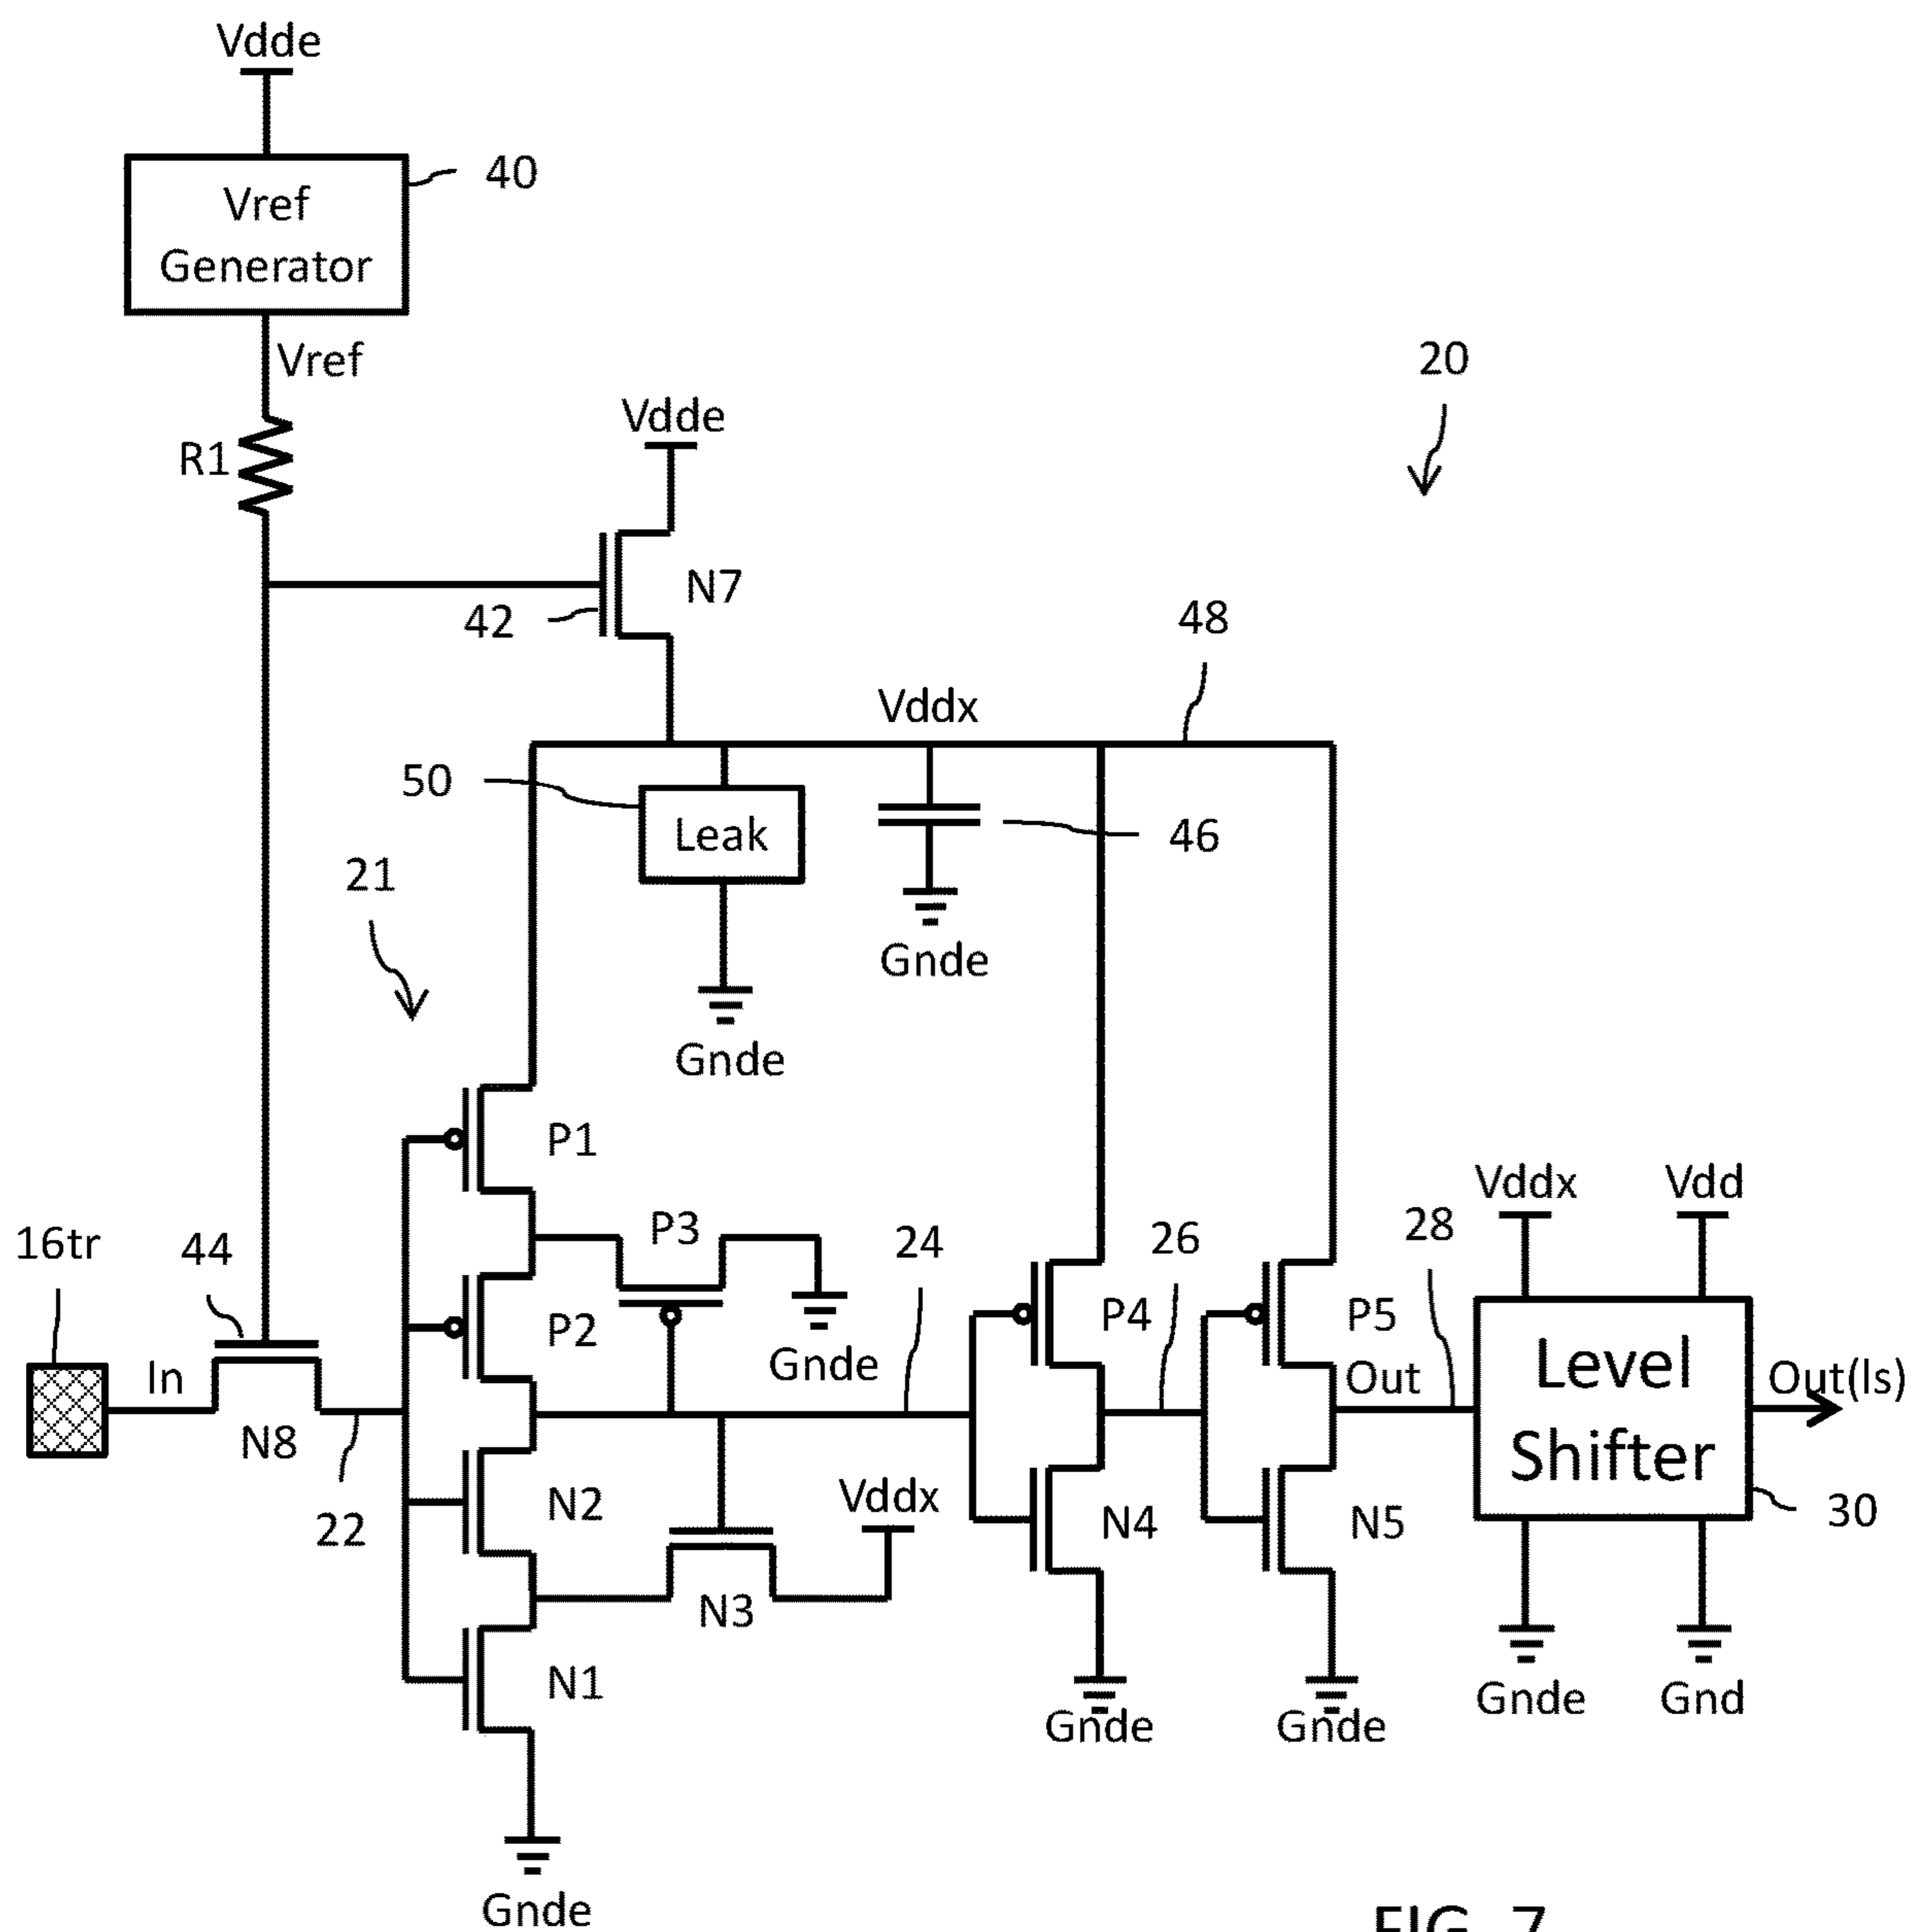 Vdde
40
Vref
Generator
Vref
20
R1
Vdde
N7
42
48
Vddx
50
Leak
46
21
Gnde
Gnde
P1
16tr
44
P3
24
26
28
Vddx
Vdd
P2
P4
P5
Level
Shifter
Out(ls)
Gnde
In
Out
N8
22
N2
Vddx
N4
N5
30
N3
N1
Gnde
Gnde
Gnde
Gnd
Gnde
FIG. 7